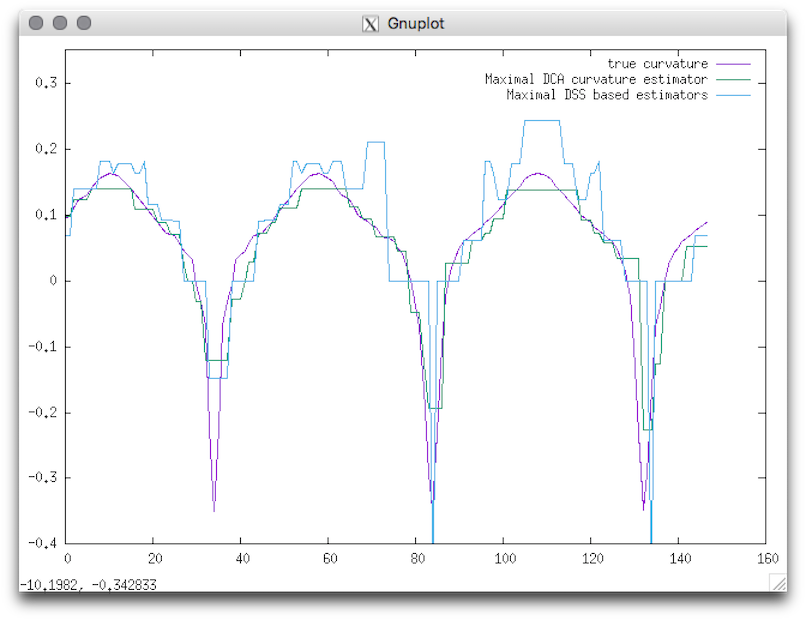 Gnuplot
true curvature
Maximal DCA curvature estimator
Maximal DSS based estimators
0.3
0.2
0.1
0
-0.1
-0.2
-0.3
-0.4
0 20 40 60 80 100 120 140 160
-10.1982, -0.342833